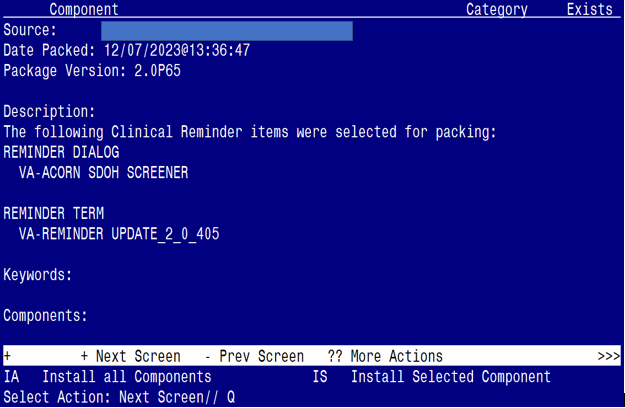 Component Category Exists
Source:
Date Packed: 12/07/2023@13:36:47
Package Version: 2.0P65
Description:
The following Clinical Reminder items were selected for packing:
REMINDER DIALOG
VA-ACORN SDOH SCREENER
REMINDER TERM
VA-REMINDER UPDATE_2_0_405
Keywords:
Components:
+ + Next Screen - Prev Screen ?? More Actions >>>
IA Install all Components IS Install Selected Component
Select Action: Next Screen// Q